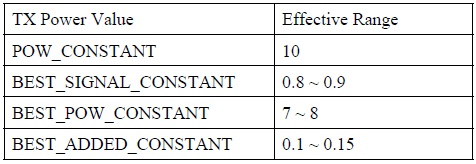 TX Power Value Effective Range
POW_CONSTANT 10
BEST_SIGNAL_CONSTANT 0.8 ~ 0.9
BEST_POW_CONSTANT 7 ~ 8
BEST_ADDED_CONSTANT 0.1 ~ 0.15